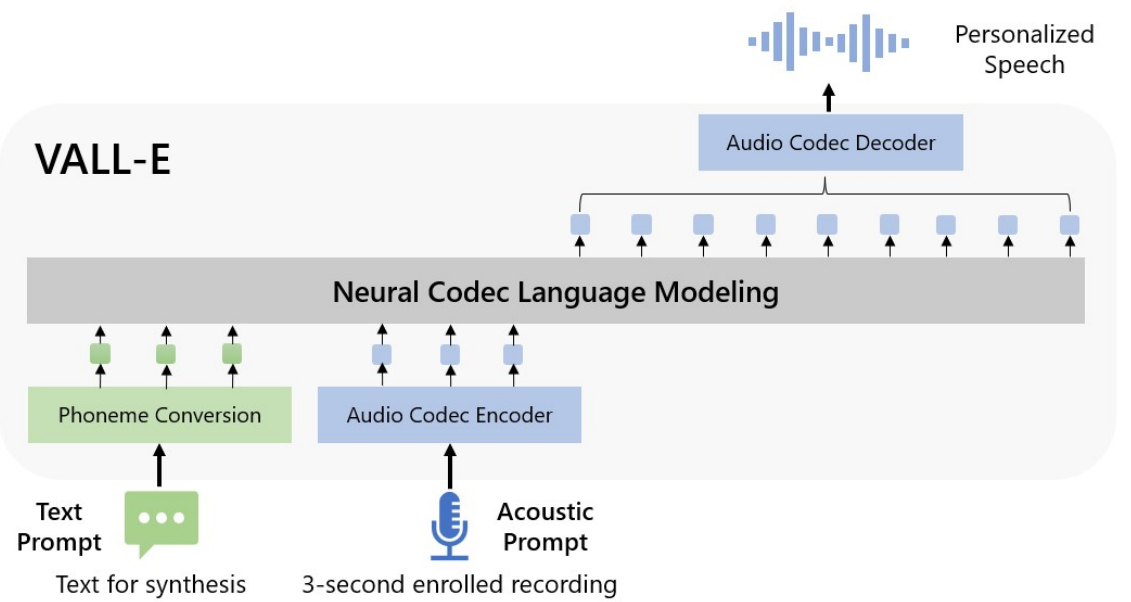 Personalized
Speech
Audio Codec Decoder
VALL-E
Neural Codec Language Modeling
Phoneme Conversion
Audio Codec Encoder
Text
Prompt
Acoustic
Prompt
Text for synthesis
3-second enrolled recording